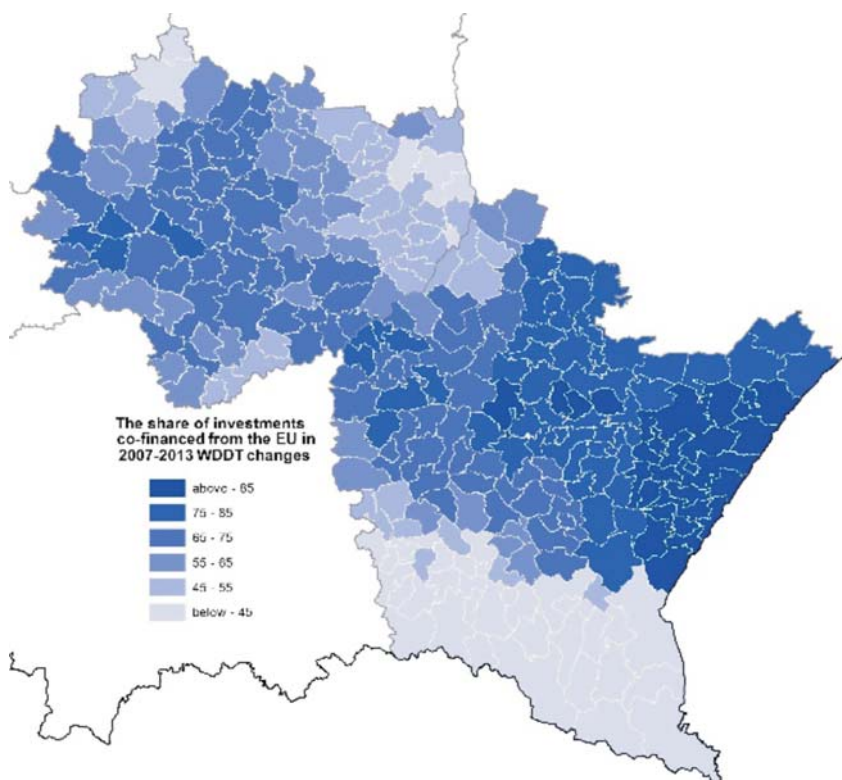 The share of investments
co-financed from the EU in
2007-2013 WDDT changes
above - 85
75 - 85
65 - 75
55 - 65
45 - 55
below - 45